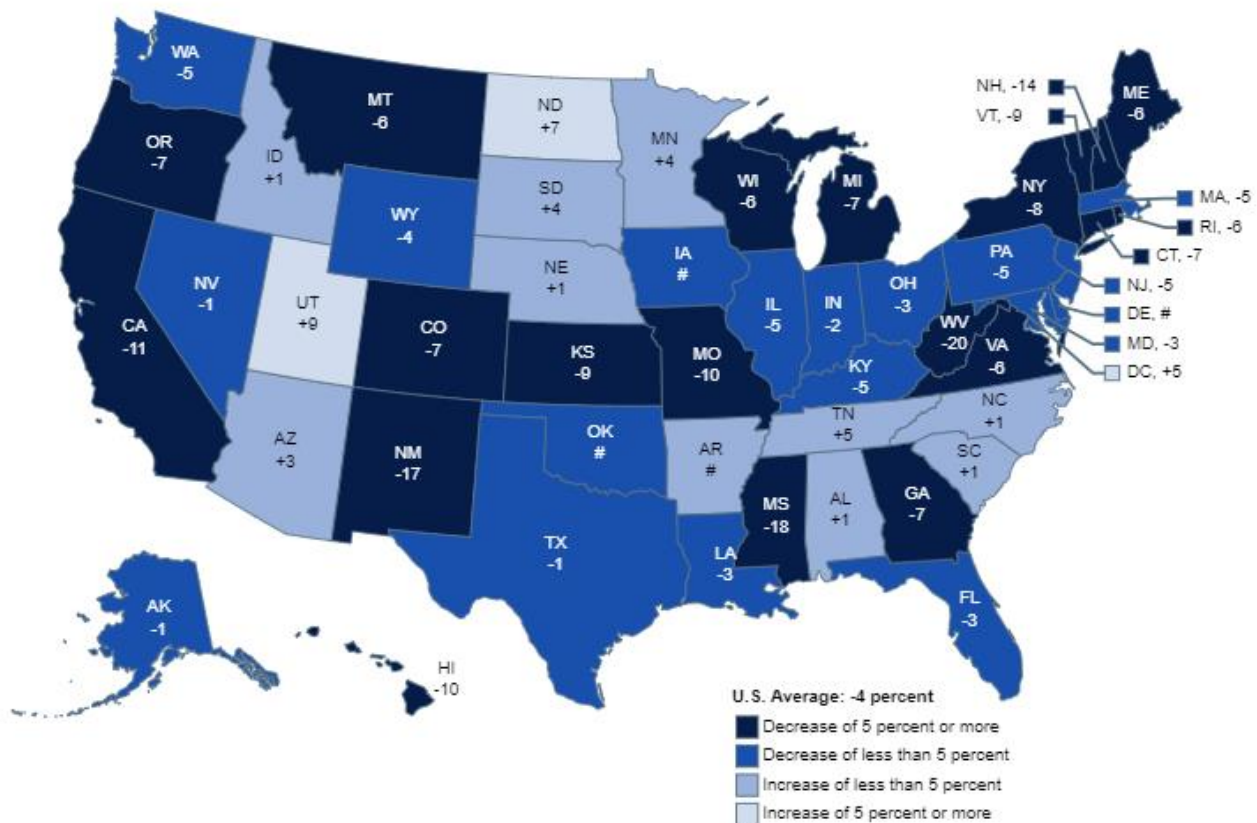 WA
-5
MT
-6
ND
+7
MN
+4
NH, -14
VT, -9
ME
-6
OR
-7
ID
+1
SD
+4
WI
-6
MI
-7
NY
-8
MA, -5
RI, -6
CT, -7
WY
-4
IA
#
PA
-5
NJ, -5
NV
-1
UT
+9
NE
+1
IL
-5
IN
-2
OH
-3
DE, #
MD, -3
DC, +5
CA
-11
CO
-7
KS
-9
MO
-10
WV
-20
VA
-6
KY
-5
AZ
+3
NM
-17
OK
#
AR
#
TN
+5
NC
+1
SC
+1
MS
-18
AL
+1
GA
-7
TX
-1
LA
-3
FL
-3
AK
-1
HI
-10
U.S. Average: -4 percent
Decrease of 5 percent or more
Decrease of less than 5 percent
Increase of less than 5 percent
Increase of 5 percent or more